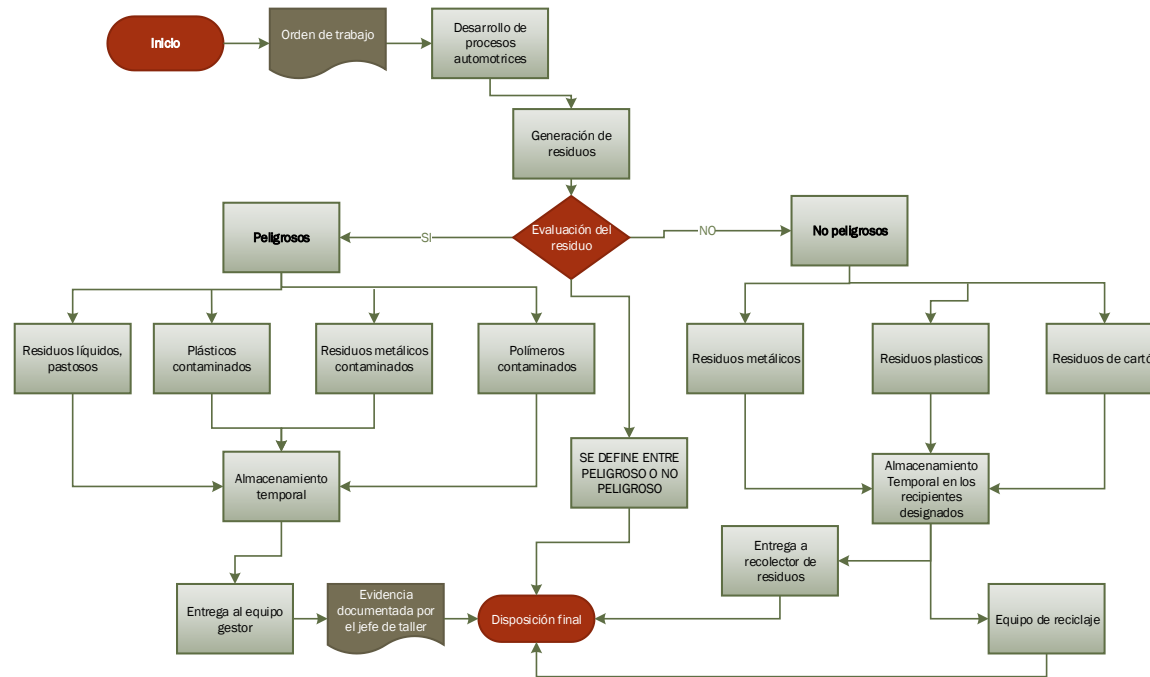 Inicio
Orden de trabajo
Desarrollo de
procesos
automotrices
Generación de
residuos
Evaluación del
residuo
SI
NO
Peligrosos
No peligrosos
Residuos líquidos,
pastosos
Plásticos
contaminados
Residuos metálicos
contaminados
Polímeros
contaminados
Residuos metálicos
Residuos plasticos
Residuos de cartó
Almacenamiento
temporal
SE DEFINE ENTRE
PELIGROSO O NO
PELIGROSO
Almacenamiento
Temporal en los
recipientes
designados
Entrega a
recolector de
residuos
Entrega al equipo
gestor
Evidencia
documentada por
el jefe de taller
Disposición final
Equipo de reciclaje